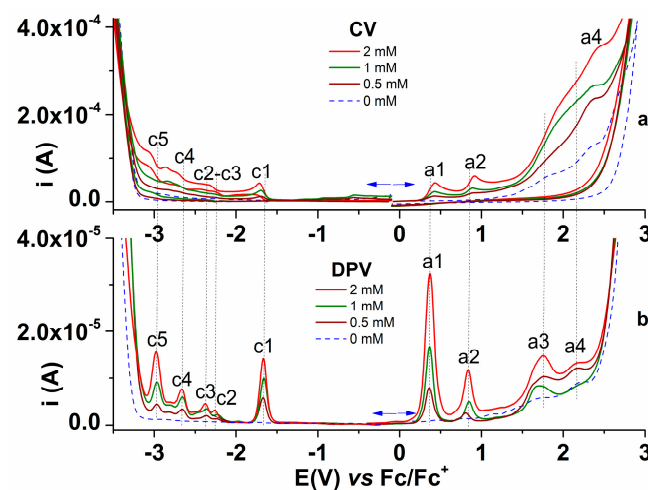 CV
2 mM
1 mM
0.5 mM
0 mM
4.0x10⁻⁴
2.0x10⁻⁴
0.0
i (A)
c5
c4
c2-c3
c1
a1
a2
a4
a
-3 -2 -1 0 1 2 3
DPV
2 mM
1 mM
0.5 mM
0 mM
4.0x10⁻⁵
2.0x10⁻⁵
0.0
i (A)
c5
c4
c3
c2
c1
a1
a2
a3
a4
b
-3 -2 -1 0 1 2 3
E(V) vs Fc/Fc⁺